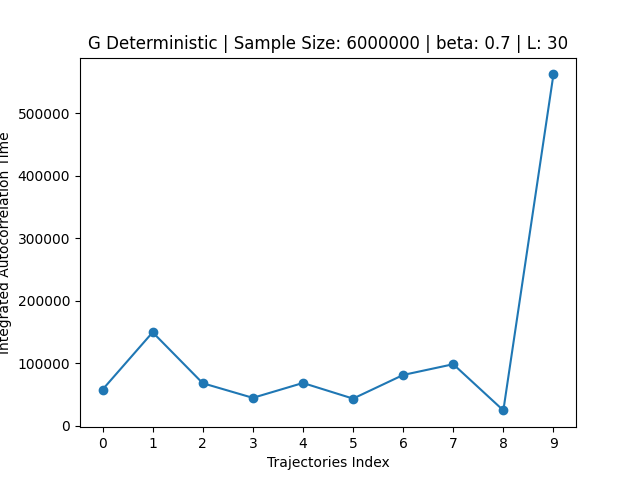 G Deterministic | Sample Size: 6000000 | beta: 0.7 | L: 30
Integrated Autocorrelation Time
500000
400000
300000
200000
100000
0
0 1 2 3 4 5 6 7 8 9
Trajectories Index